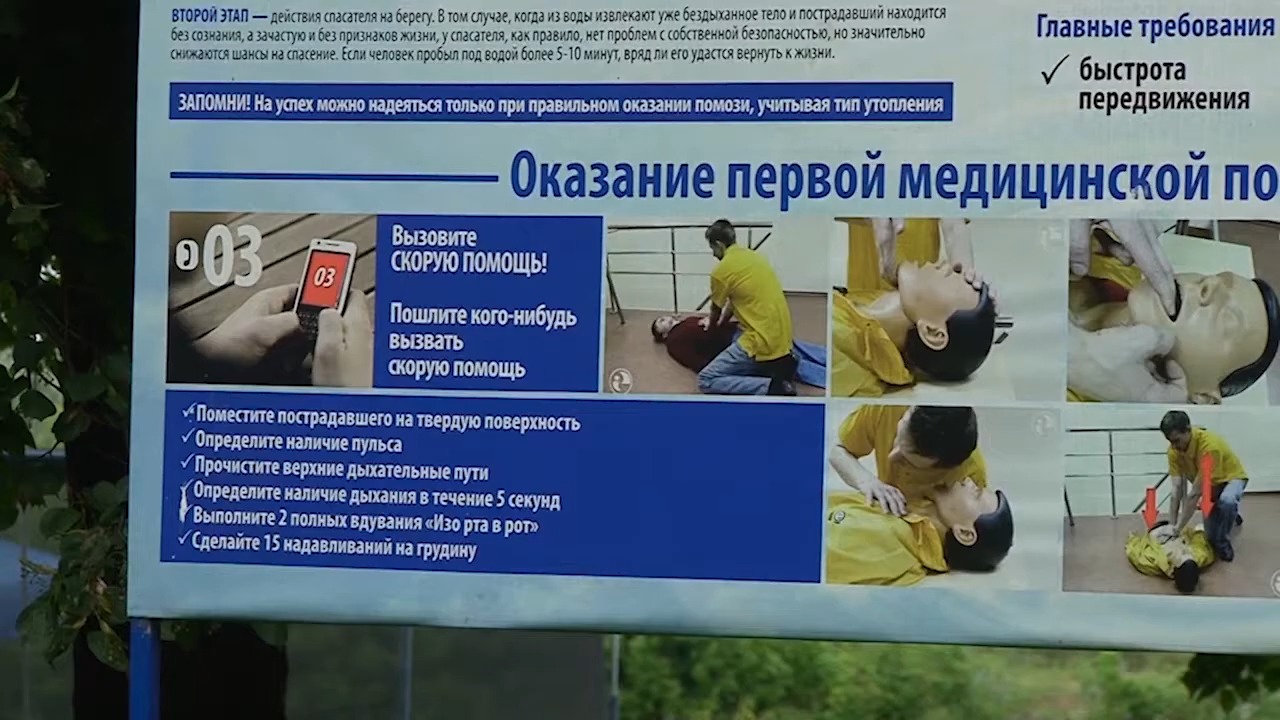 ВТОРОЙ ЭТАП — действия спасателя на берегу. В том случае, когда из воды извлекают уже бездыханное тело и пострадавший находится
без сознания, а зачастую и без признаков жизни, у спасателя, как правило, нет проблем с собственной безопасностью, но значительно
снижаются шансы на спасение. Если человек пробыл под водой более 5-10 минут, вряд ли его удастся вернуть к жизни.
ЗАПОМНИ! На успех можно надеяться только при правильном оказании помози, учитывая тип утопления
Главные требования
✓ быстрота
передвижения
Оказание первой медицинской по
03
03
Вызовите
СКОРУЮ ПОМОЩЬ!
Пошлите кого-нибудь
вызвать
скорую помощь
✓ Поместите пострадавшего на твердую поверхность
✓ Определите наличие пульса
✓ Прочистите верхние дыхательные пути
✓ Определите наличие дыхания в течение 5 секунд
Выполните 2 полных вдувания «Изо рта в рот»
✓ Сделайте 15 надавливаний на грудину